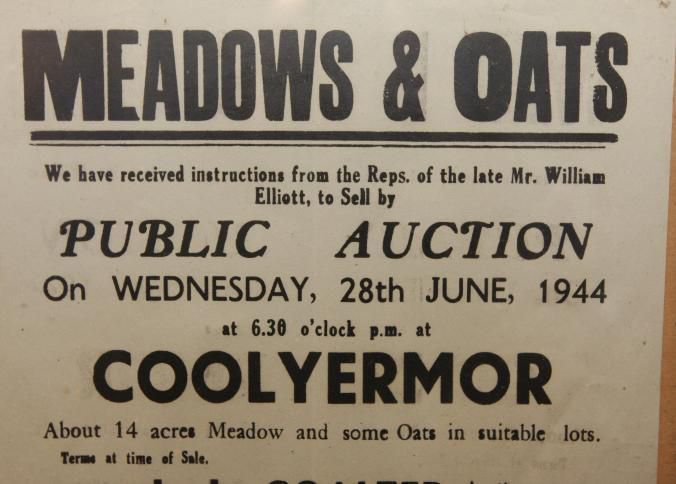 MEADOWS & OATS
We have received instructions from the Reps. of the late Mr. William
Elliott, to Sell by
PUBLIC AUCTION
On WEDNESDAY, 28th JUNE, 1944
at 6.30 o'clock p.m. at
COOLYERMOR
About 14 acres Meadow and some Oats in suitable lots.
Terms at time of Sale.